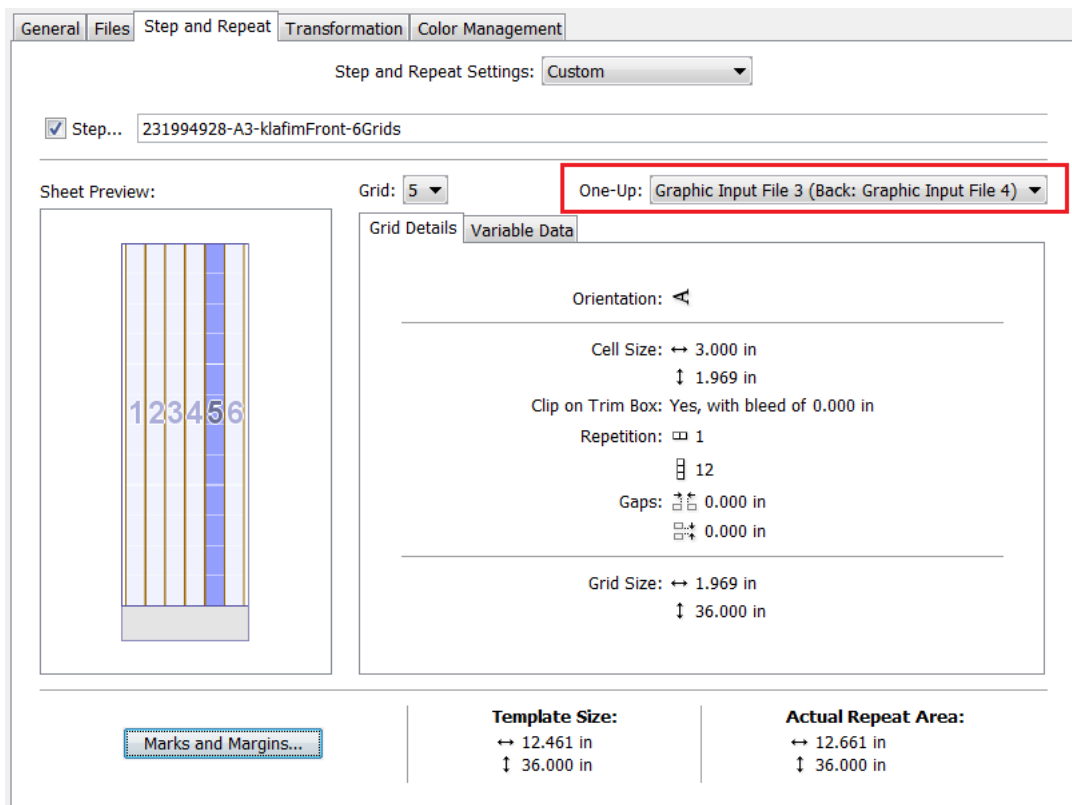 General Files Step and Repeat Transformation Color Management
Step and Repeat Settings: Custom
Step... 231994928-A3-klafimFront-6Grids
Sheet Preview:
Grid: 5
One-Up: Graphic Input File 3 (Back: Graphic Input File 4)
Grid Details Variable Data
123456
Orientation: A
Cell Size: ↔ 3.000 in
↕ 1.969 in
Clip on Trim Box: Yes, with bleed of 0.000 in
Repetition: 1
12
Gaps: 0.000 in
0.000 in
Grid Size: ↔ 1.969 in
↕ 36.000 in
Marks and Margins...
Template Size:
↔ 12.461 in
↕ 36.000 in
Actual Repeat Area:
↔ 12.661 in
↕ 36.000 in